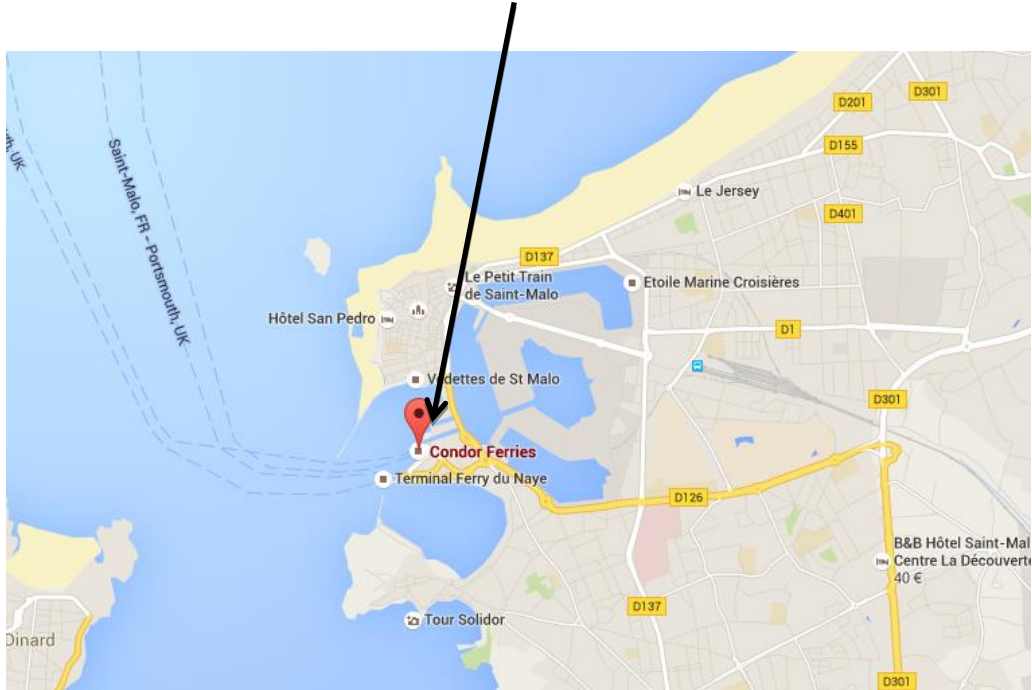 D301
D201
D155
uth, UK
Saint-Malo, FR - Portsmouth, UK
Le Jersey
D401
D137
Le Petit Train
de Saint-Malo
Etoile Marine Croisières
Hôtel San Pedro
D1
Vedettes de St Malo
D301
Condor Ferries
Terminal Ferry du Naye
D126
B&B Hôtel Saint-Mal
Centre La Découverte
40 €
D137
Tour Solidor
Dinard
D301